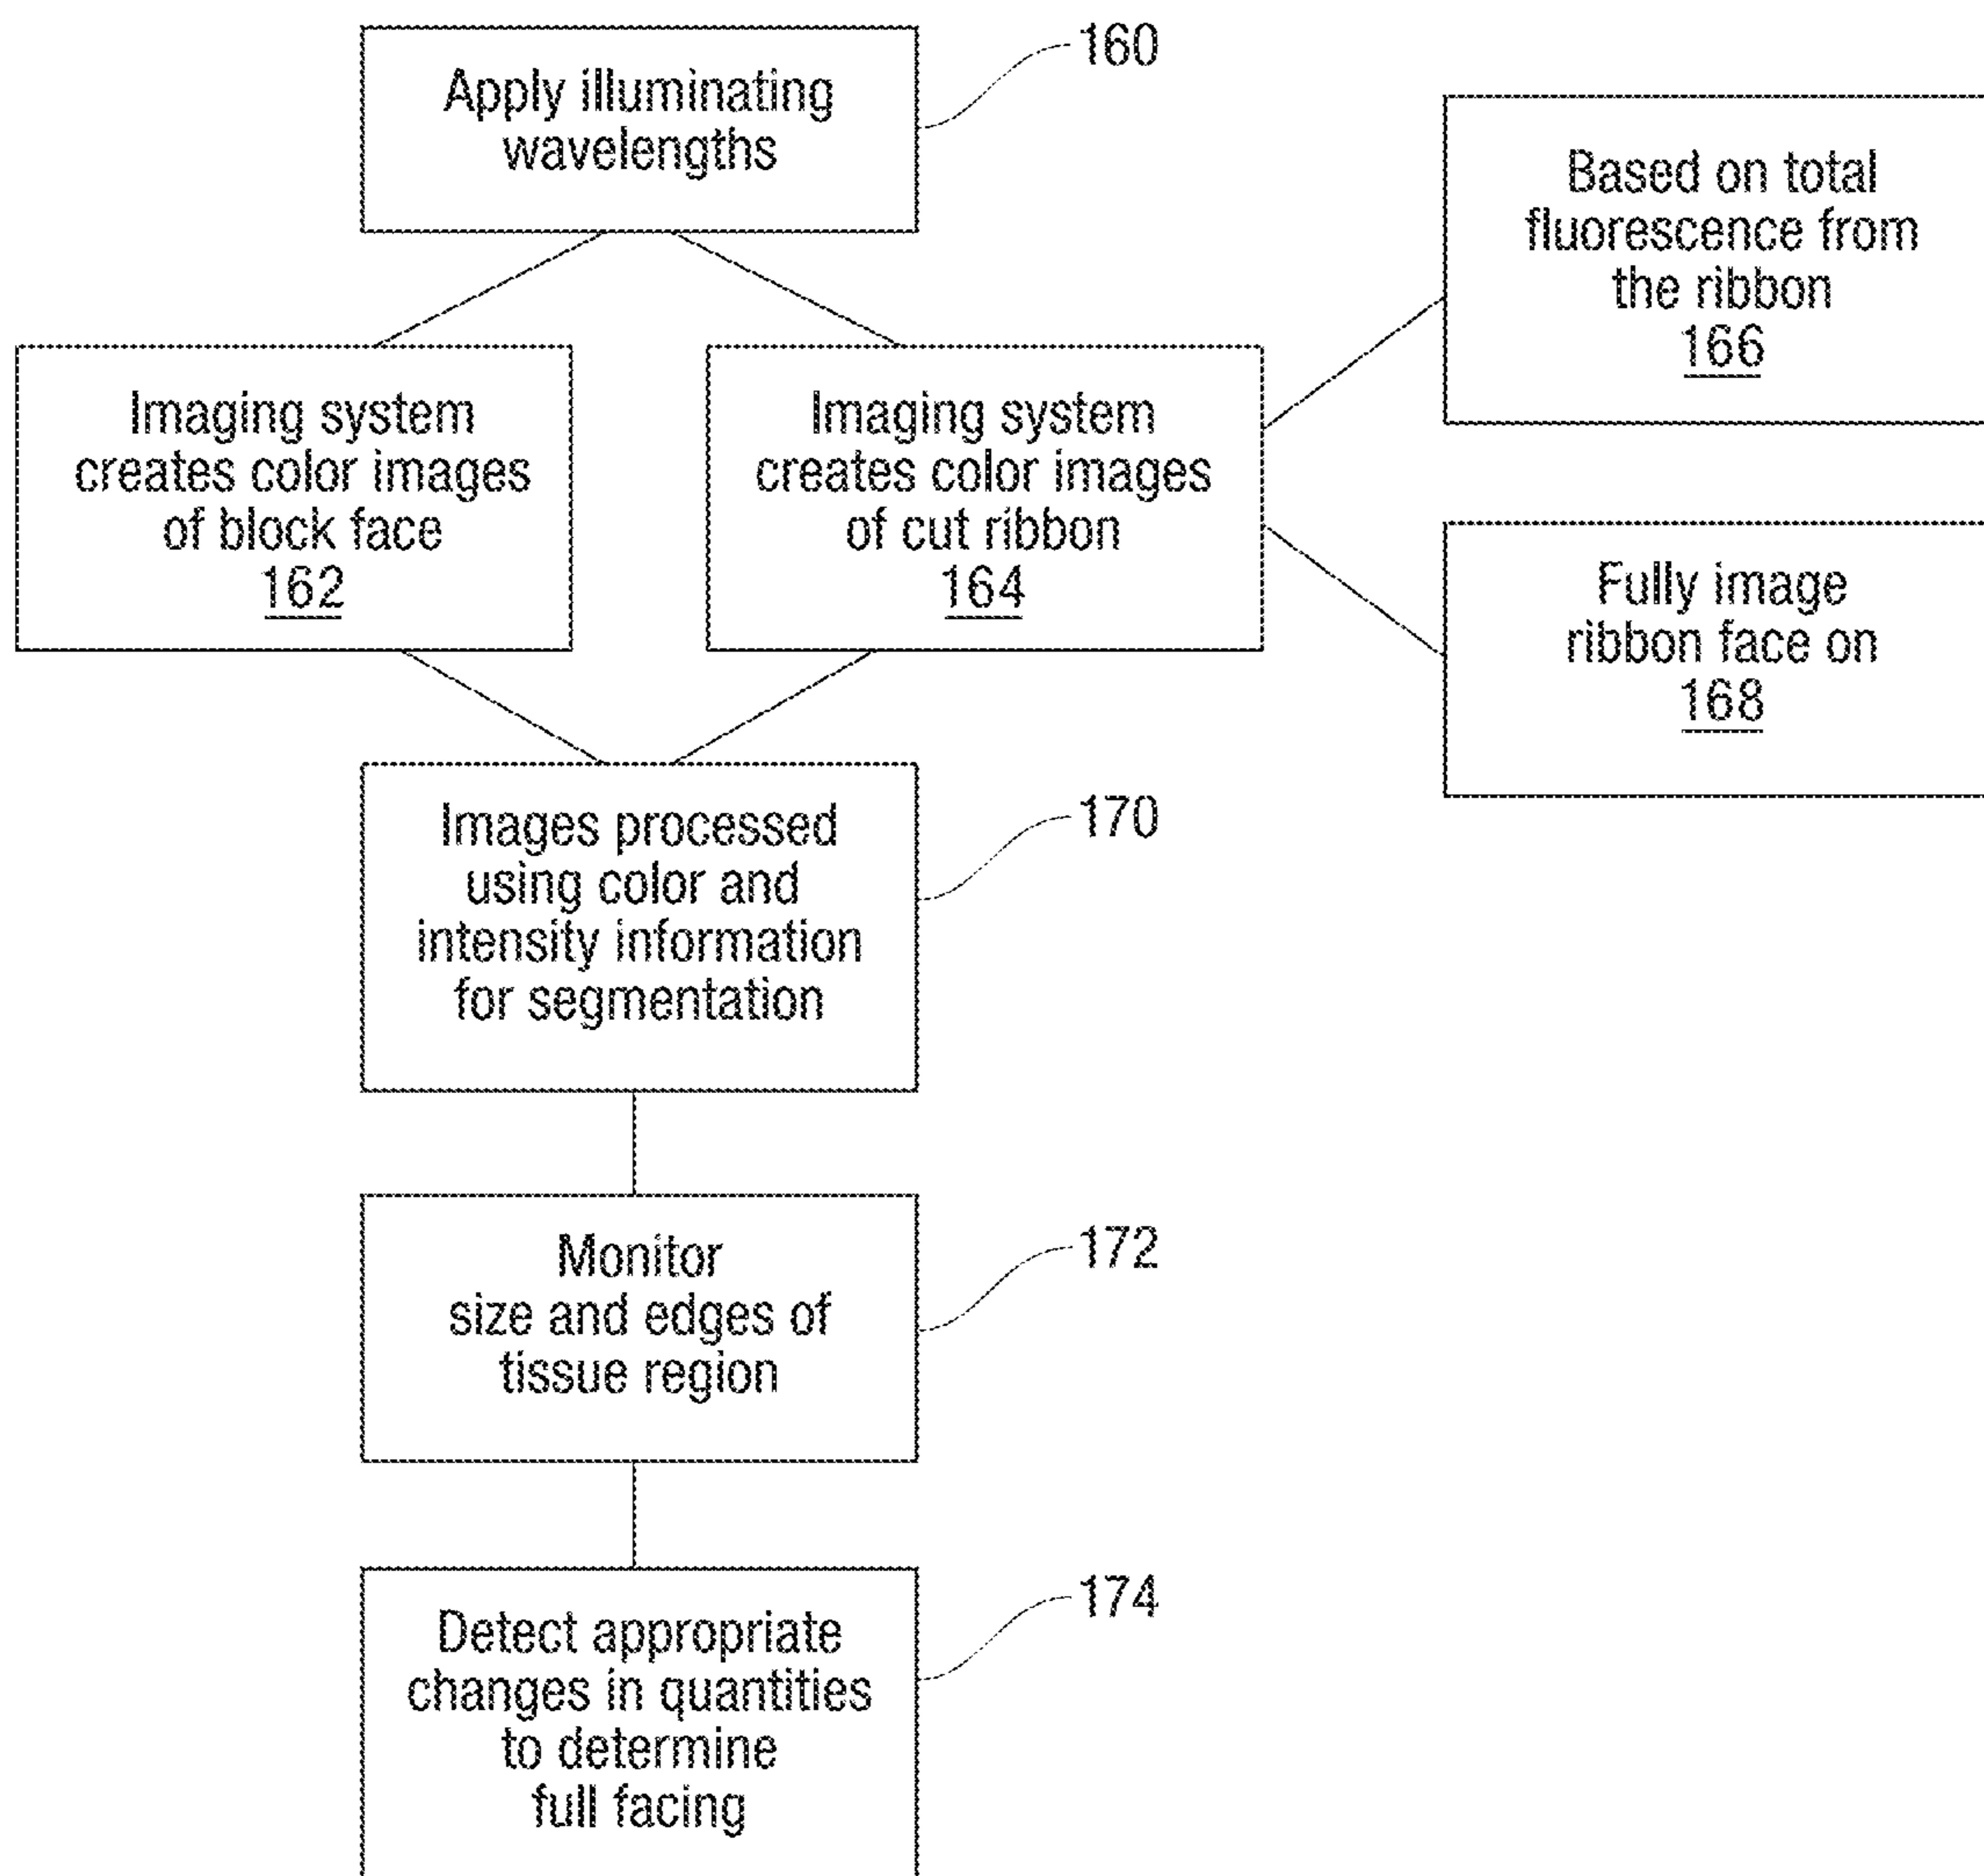 Apply illuminating
wavelengths
160
Imaging system
creates color images
of block face
162
Imaging system
creates color images
of cut ribbon
164
Based on total
fluorescence from
the ribbon
166
Fully image
ribbon face on
168
Images processed
using color and
intensity information
for segmentation
170
Monitor
size and edges of
tissue region
172
Detect appropriate
changes in quantities
to determine
full facing
174